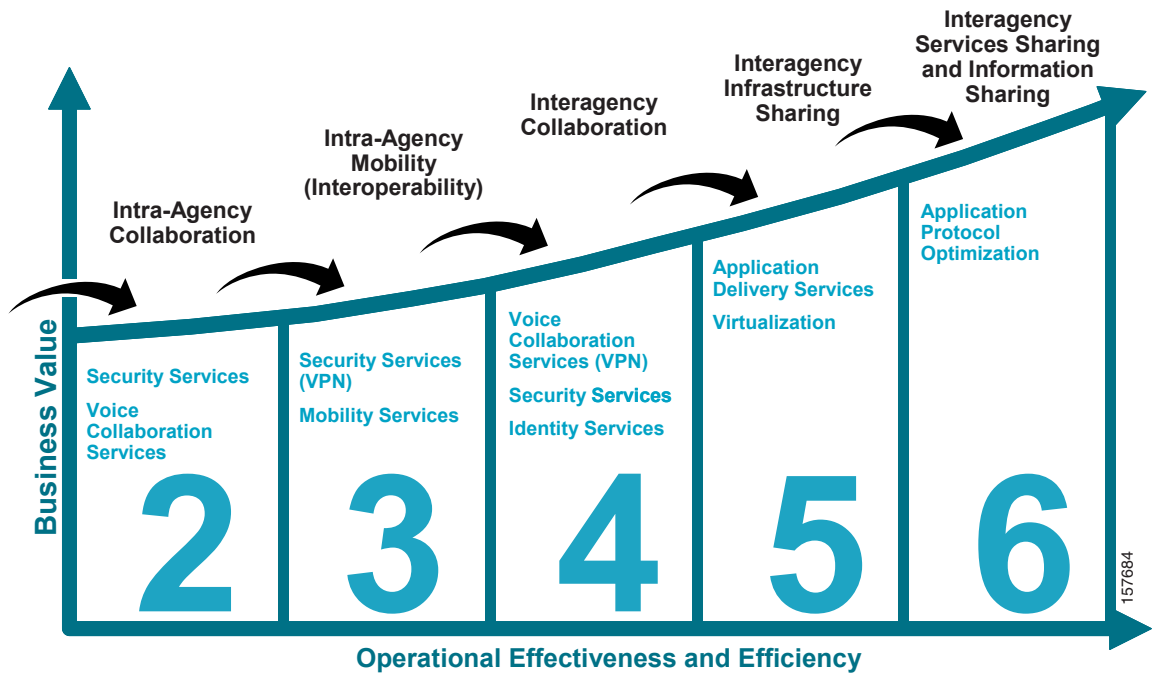 Intra-Agency
Collaboration
Intra-Agency
Mobility
(Interoperability)
Interagency
Collaboration
Interagency
Infrastructure
Sharing
Interagency
Services Sharing
and Information
Sharing
Business Value
Security Services
Voice
Collaboration
Services
2
Security Services
(VPN)
Mobility Services
3
Voice
Collaboration
Services (VPN)
Security Services
Identity Services
4
Application
Delivery Services
Virtualization
5
Application
Protocol
Optimization
6
157684
Operational Effectiveness and Efficiency